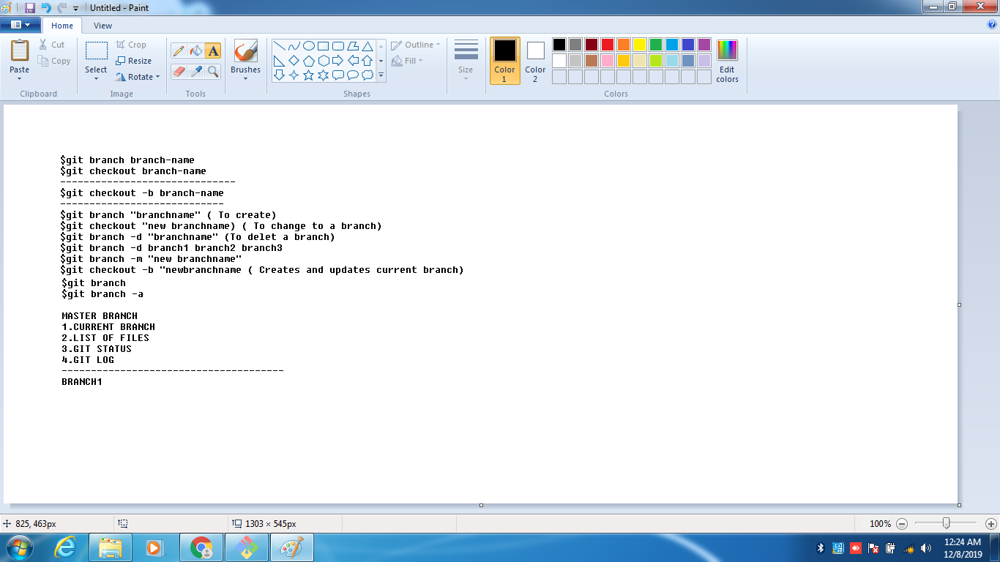 Untitled - Paint
Home
View
Paste
Cut
Copy
Clipboard
Select
Crop
Resize
Rotate
Image
Tools
Brushes
Shapes
Outline
Fill
Size
Color 1
Color 2
Edit colors
Colors
$git branch branch-name
$git checkout branch-name
------------------------------
$git checkout -b branch-name
----------------------------
$git branch "branchname" ( To create)
$git checkout "new branchname) ( To change to a branch)
$git branch -d "branchname" (To delet a branch)
$git branch -d branch1 branch2 branch3
$git branch -m "new branchname"
$git checkout -b "newbranchname ( Creates and updates current branch)
$git branch
$git branch -a
MASTER BRANCH
1.CURRENT BRANCH
2.LIST OF FILES
3.GIT STATUS
4.GIT LOG
--------------------------------------
BRANCH1
825, 463px
1303 × 545px
100%
12:24 AM
12/8/2019